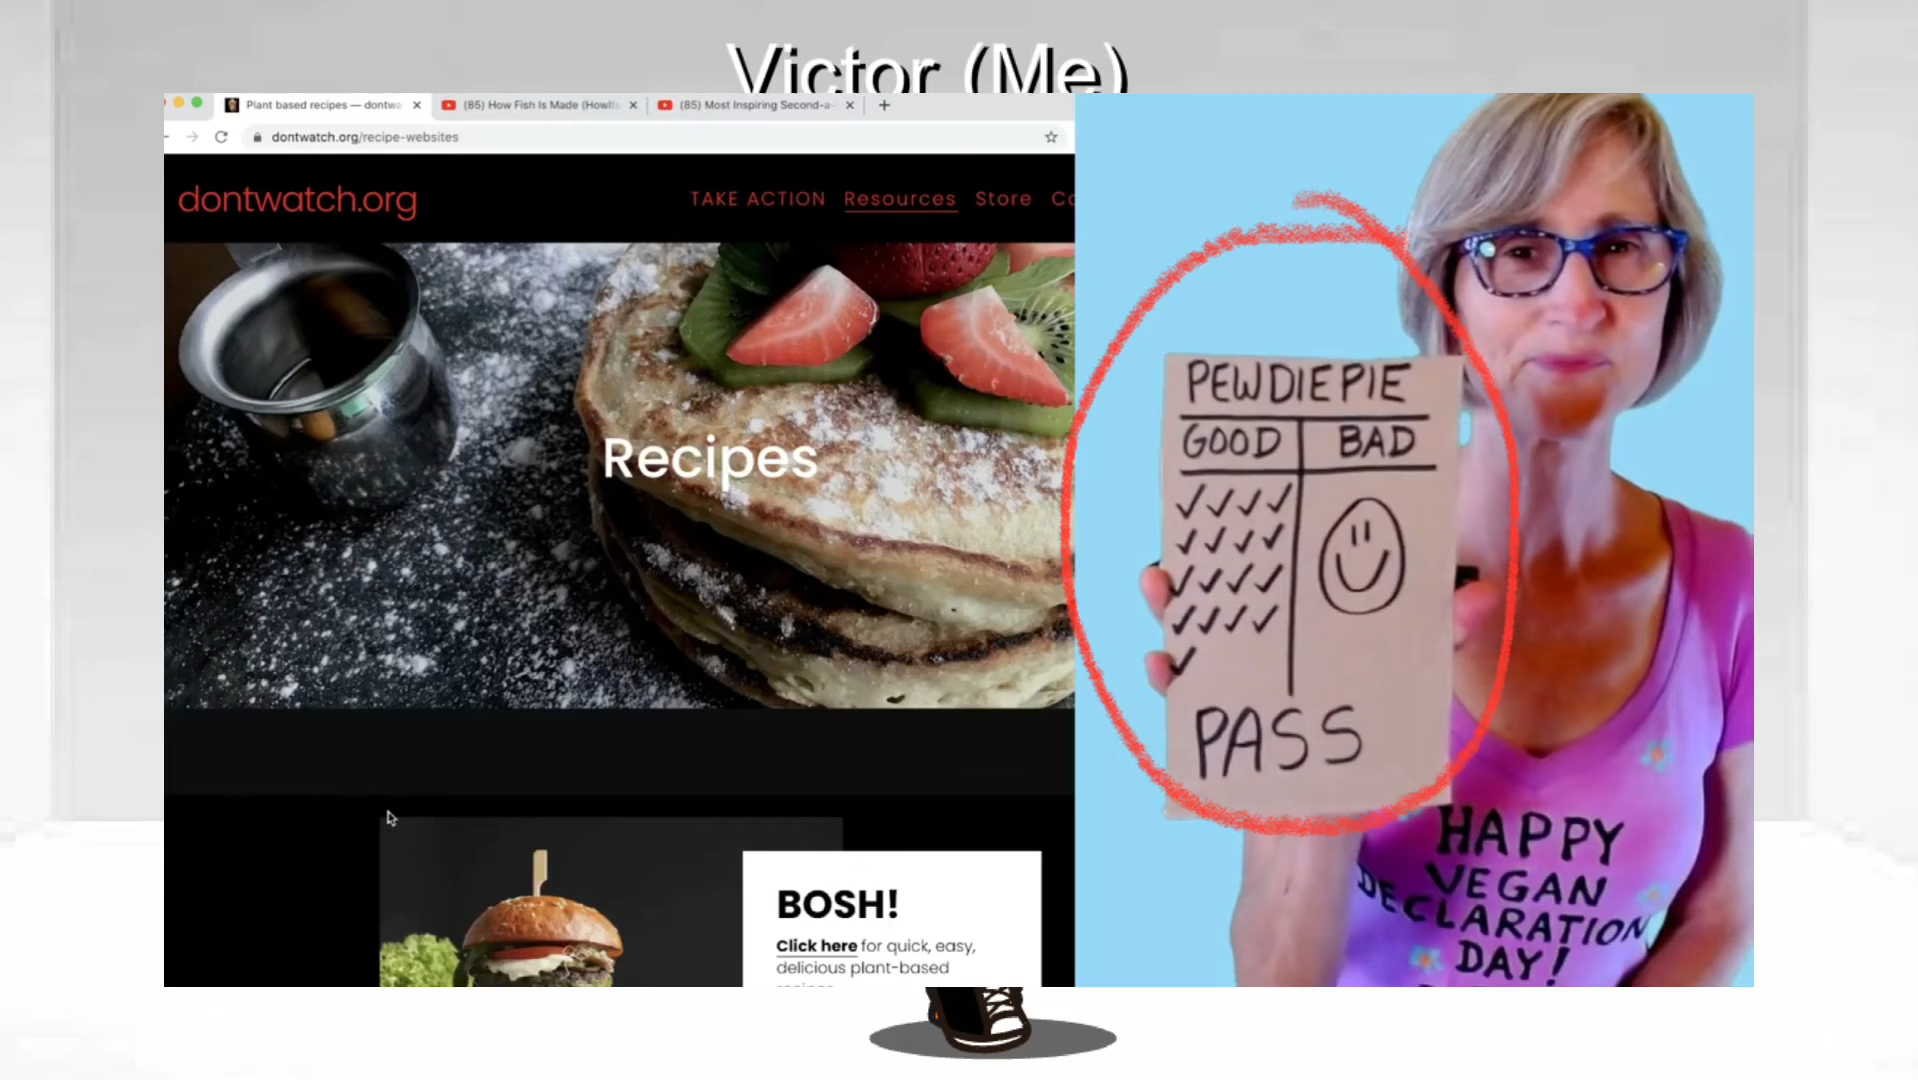 Victor (Me)
Plant based recipes — dontwa
(85) How Fish Is Made (HowIts
(85) Most Inspiring Second-a-
dontwatch.org/recipe-websites
dontwatch.org
TAKE ACTION Resources Store Co
Recipes
BOSH!
Click here for quick, easy,
delicious plant-based
PEWDIEPIE
GOOD BAD
PASS
HAPPY
VEGAN
DECLARATION
DAY!